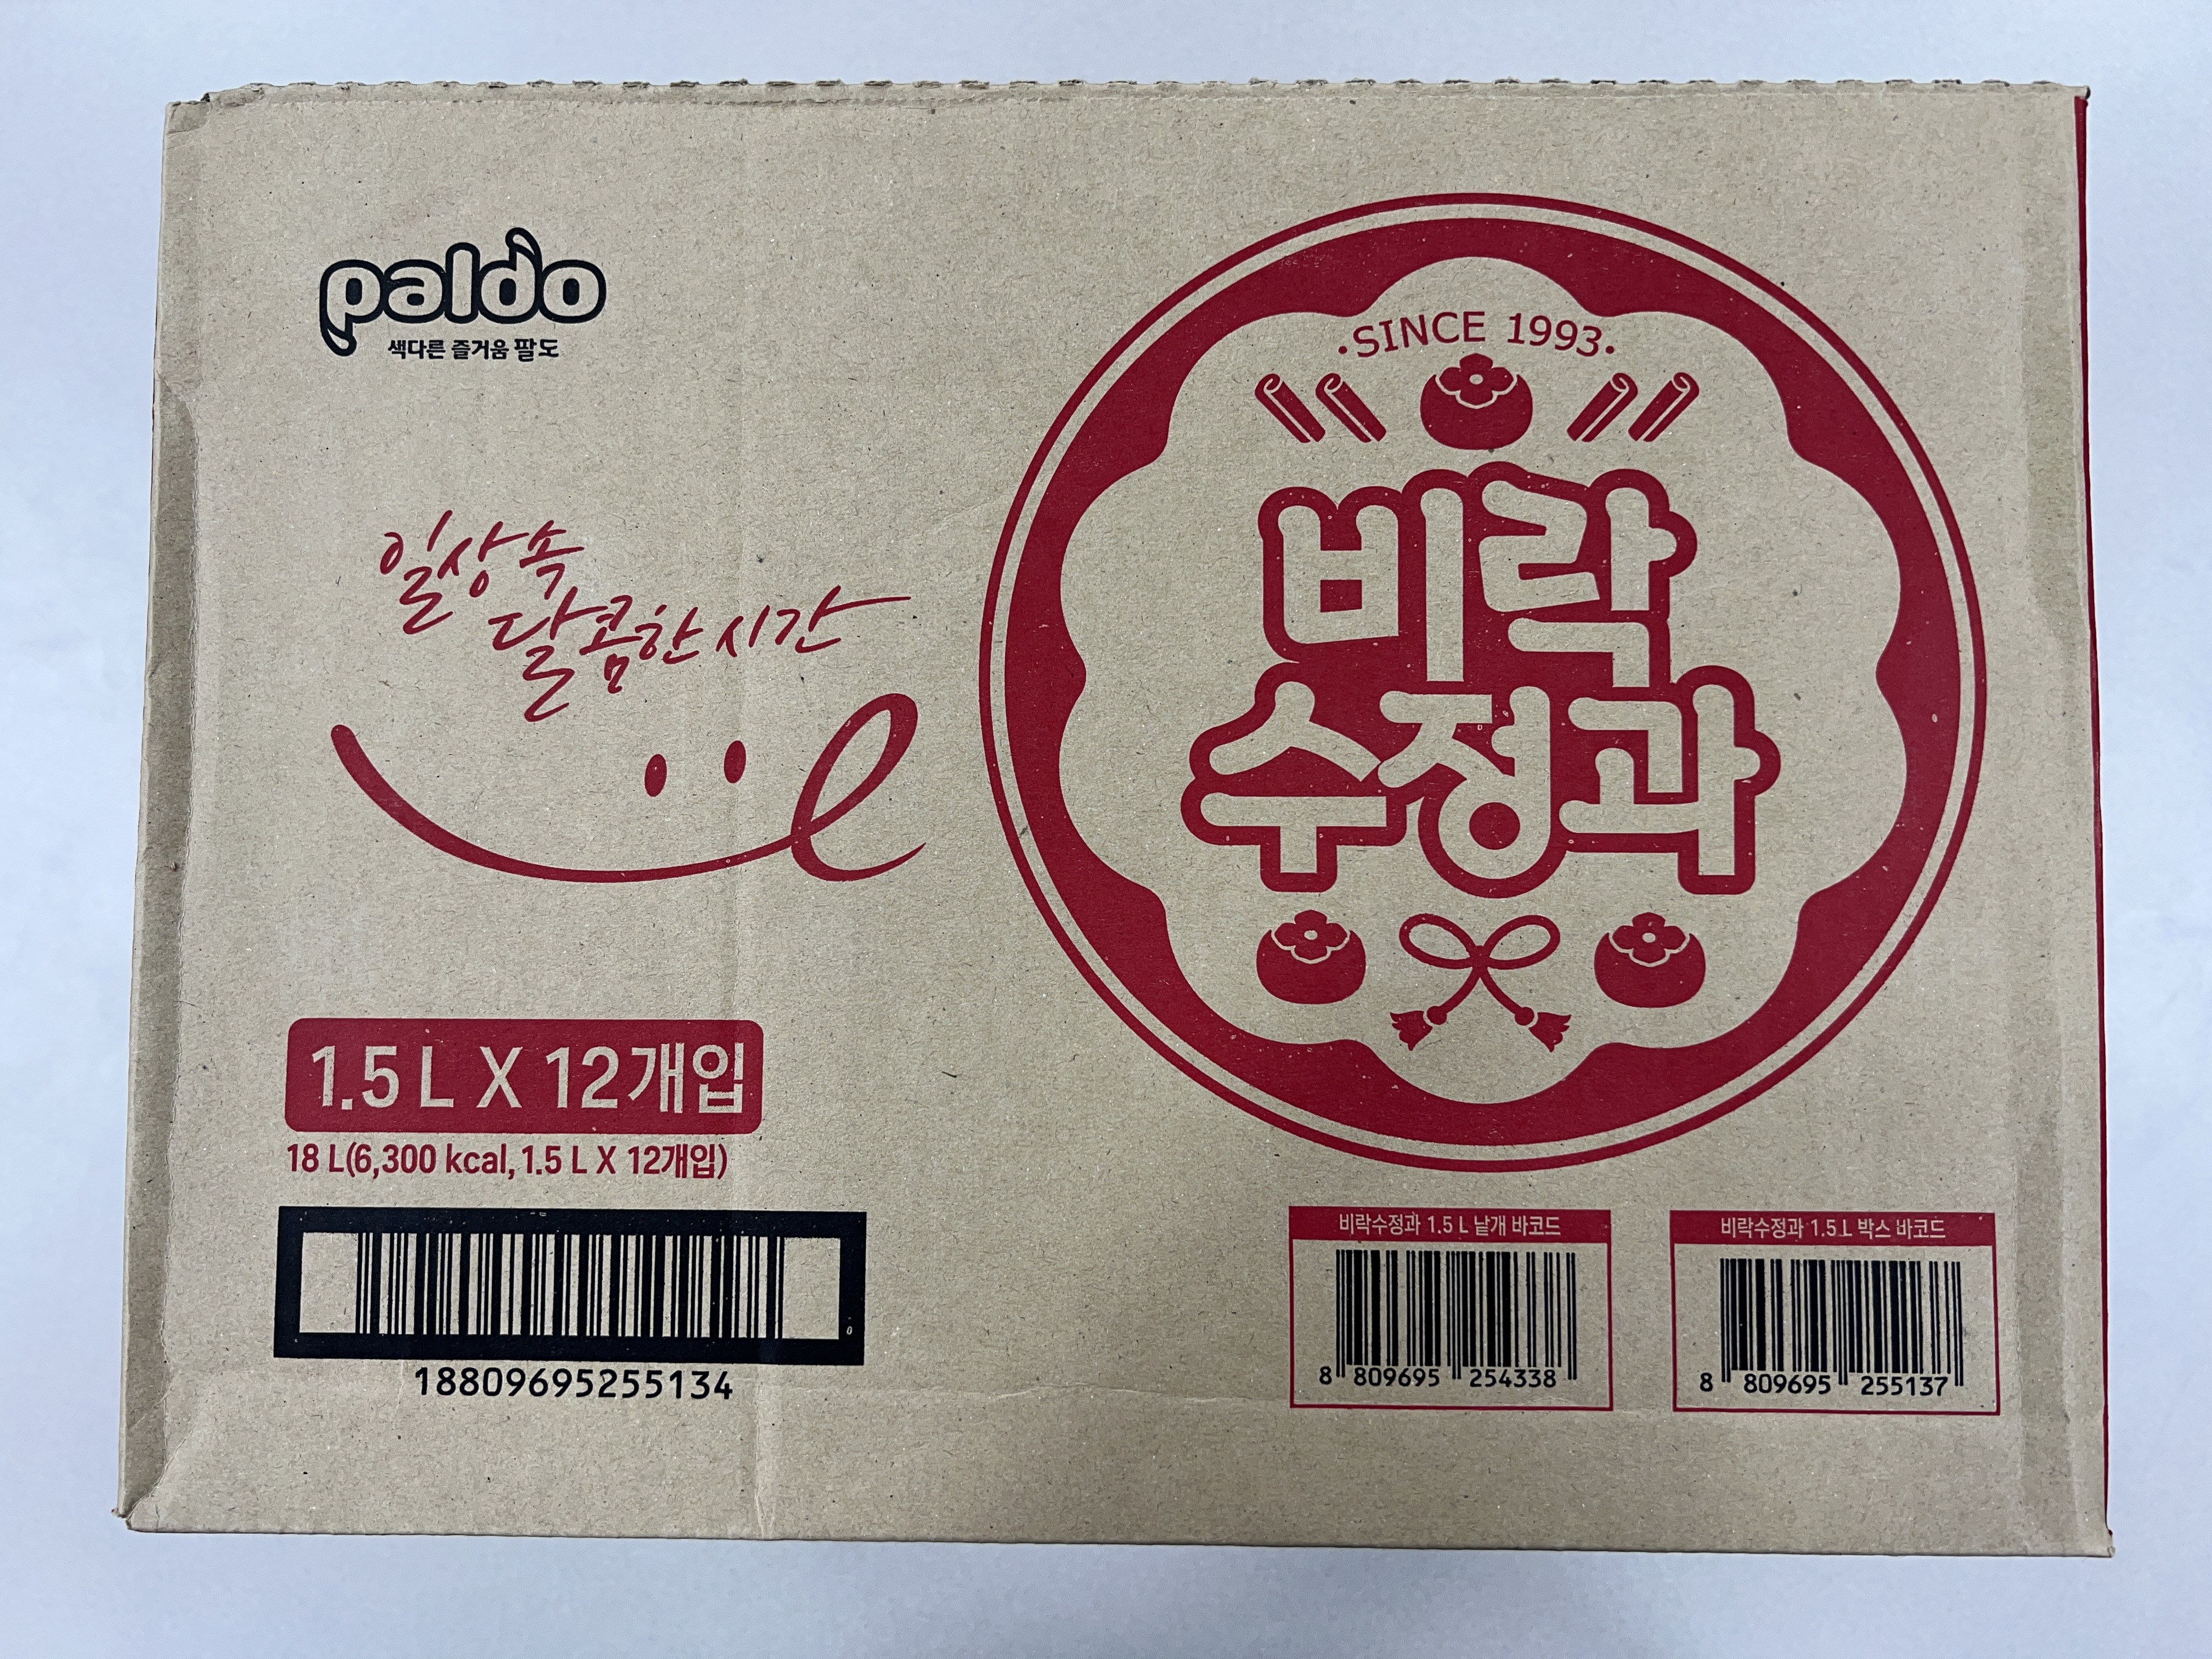 paldo
색다른 즐거움 팔도
일상 속
달콤한 시간
·SINCE 1993·
비락
수정과
1.5 L X 12개입
18 L(6,300 kcal, 1.5 L X 12개입)
0
18809695255134
비락수정과 1.5 L 낱개 바코드
8 809695 254338
비락수정과 1.5 L 박스 바코드
8 809695 255137